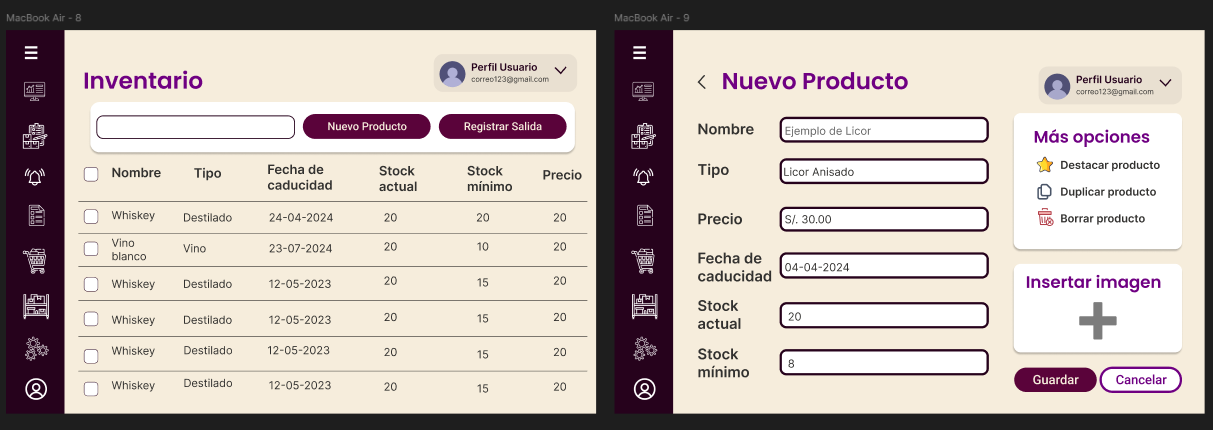 MacBook Air - 8
Inventario
Perfil Usuario
correo123@gmail.com
Nuevo Producto
Registrar Salida
Nombre Tipo Fecha de caducidad Stock actual Stock mínimo Precio
Whiskey Destilado 24-04-2024 20 20 20
Vino blanco Vino 23-07-2024 20 10 20
Whiskey Destilado 12-05-2023 20 15 20
Whiskey Destilado 12-05-2023 20 15 20
Whiskey Destilado 12-05-2023 20 15 20
Whiskey Destilado 12-05-2023 20 15 20
MacBook Air - 9
Nuevo Producto
Perfil Usuario
correo123@gmail.com
Nombre Ejemplo de Licor
Tipo Licor Anisado
Precio S/. 30.00
Fecha de caducidad 04-04-2024
Stock actual 20
Stock mínimo 8
Más opciones
Destacar producto
Duplicar producto
Borrar producto
Insertar imagen
Guardar
Cancelar